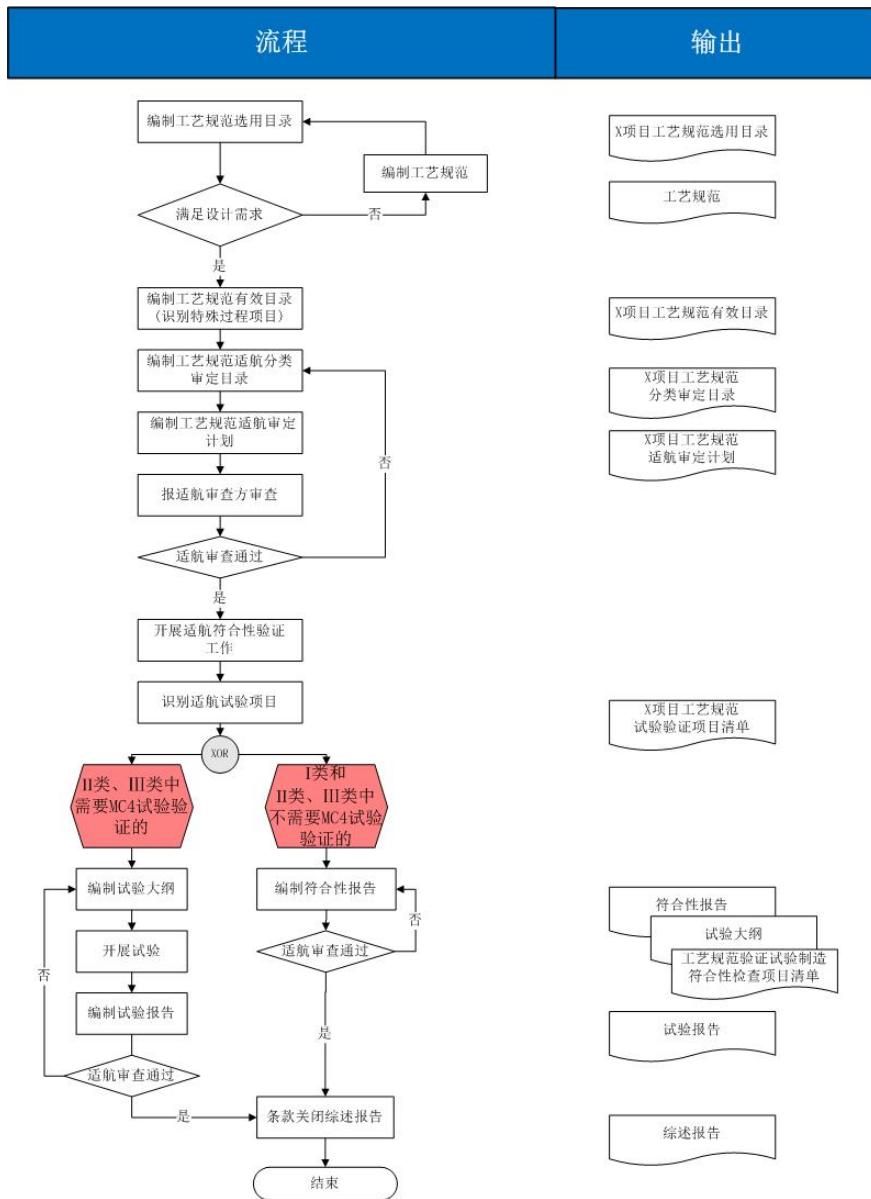 流程
输出
编制工艺规范选用目录
X项目工艺规范选用目录
编制工艺规范
工艺规范
满足设计需求
否
是
编制工艺规范有效目录
(识别特殊过程项目)
X项目工艺规范有效目录
编制工艺规范适航分类
审定目录
X项目工艺规范
分类审定目录
编制工艺规范适航审定
计划
X项目工艺规范
适航审定计划
否
报适航审查方审查
适航审查通过
是
开展适航符合性验证
工作
识别适航试验项目
X项目工艺规范
试验验证项目清单
XOR
II类、III类中
需要MC4试验验
证的
I类和
II类、III类中
不需要MC4试验
验证的
编制试验大纲
编制符合性报告
符合性报告
否
试验大纲
开展试验
适航审查通过
工艺规范验证试验制造
符合性检查项目清单
否
编制试验报告
是
试验报告
适航审查通过
是
条款关闭综述报告
综述报告
结束